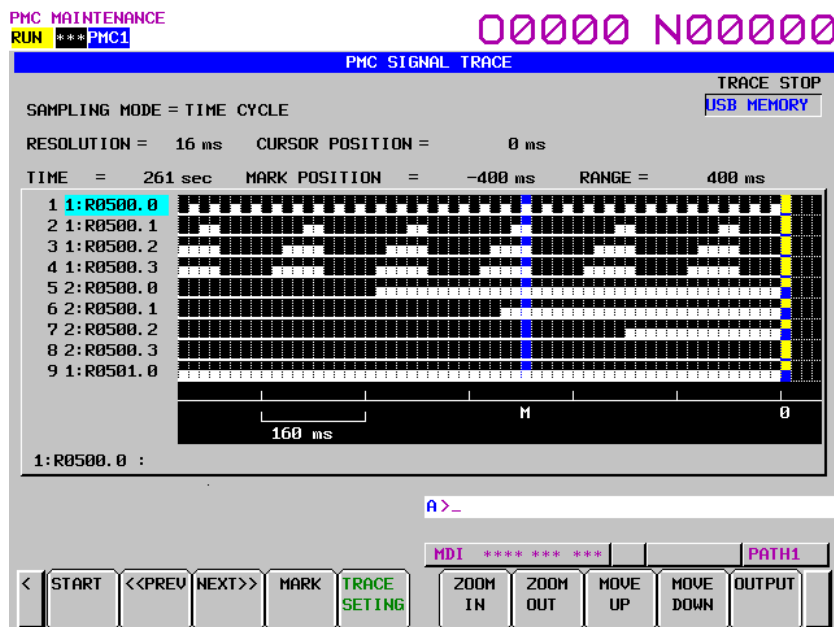 PMC MAINTENANCE
O0000 N00000
RUN *** PMC1
PMC SIGNAL TRACE
TRACE STOP
SAMPLING MODE = TIME CYCLE
USB MEMORY
RESOLUTION = 16 ms CURSOR POSITION = 0 ms
TIME = 261 sec MARK POSITION = -400 ms RANGE = 400 ms
1 1:R0500.0
2 1:R0500.1
3 1:R0500.2
4 1:R0500.3
5 2:R0500.0
6 2:R0500.1
7 2:R0500.2
8 2:R0500.3
9 1:R0501.0
M 0
160 ms
1:R0500.0 :
A>_
MDI **** *** *** PATH1
< START <<PREV NEXT>> MARK TRACE SETING ZOOM IN ZOOM OUT MOVE UP MOVE DOWN OUTPUT